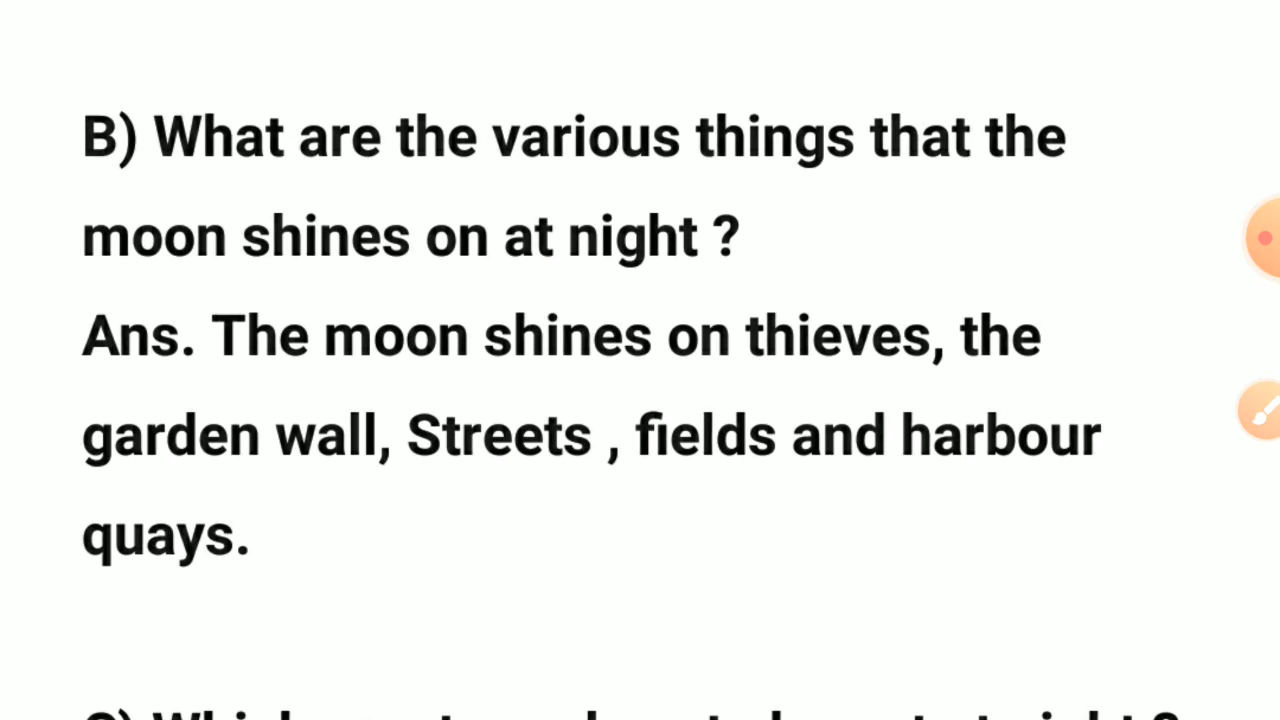 B) What are the various things that the
moon shines on at night ?
Ans. The moon shines on thieves, the
garden wall, Streets , fields and harbour
quays.